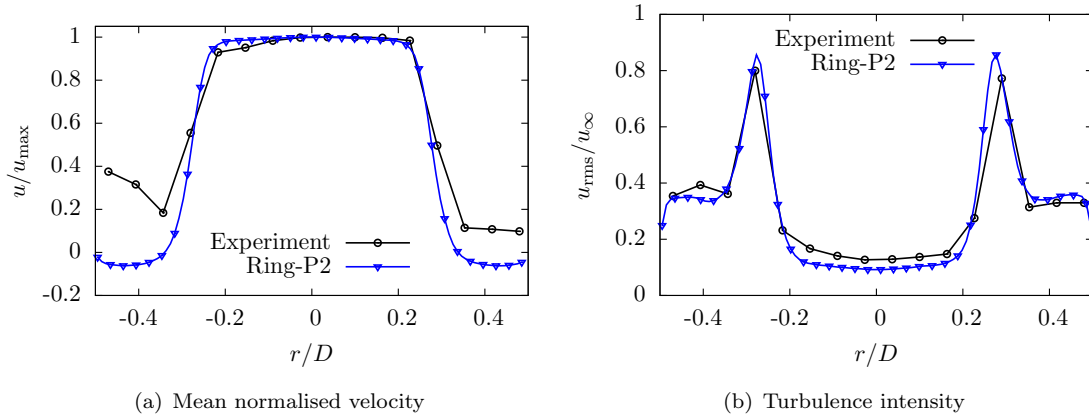 1
0.8
0.6
0.4
0.2
0
-0.2
u/u_max
Experiment
Ring-P2
-0.4 -0.2 0 0.2 0.4
r/D
(a) Mean normalised velocity
1
0.8
0.6
0.4
0.2
0
u_rms/u_∞
Experiment
Ring-P2
-0.4 -0.2 0 0.2 0.4
r/D
(b) Turbulence intensity